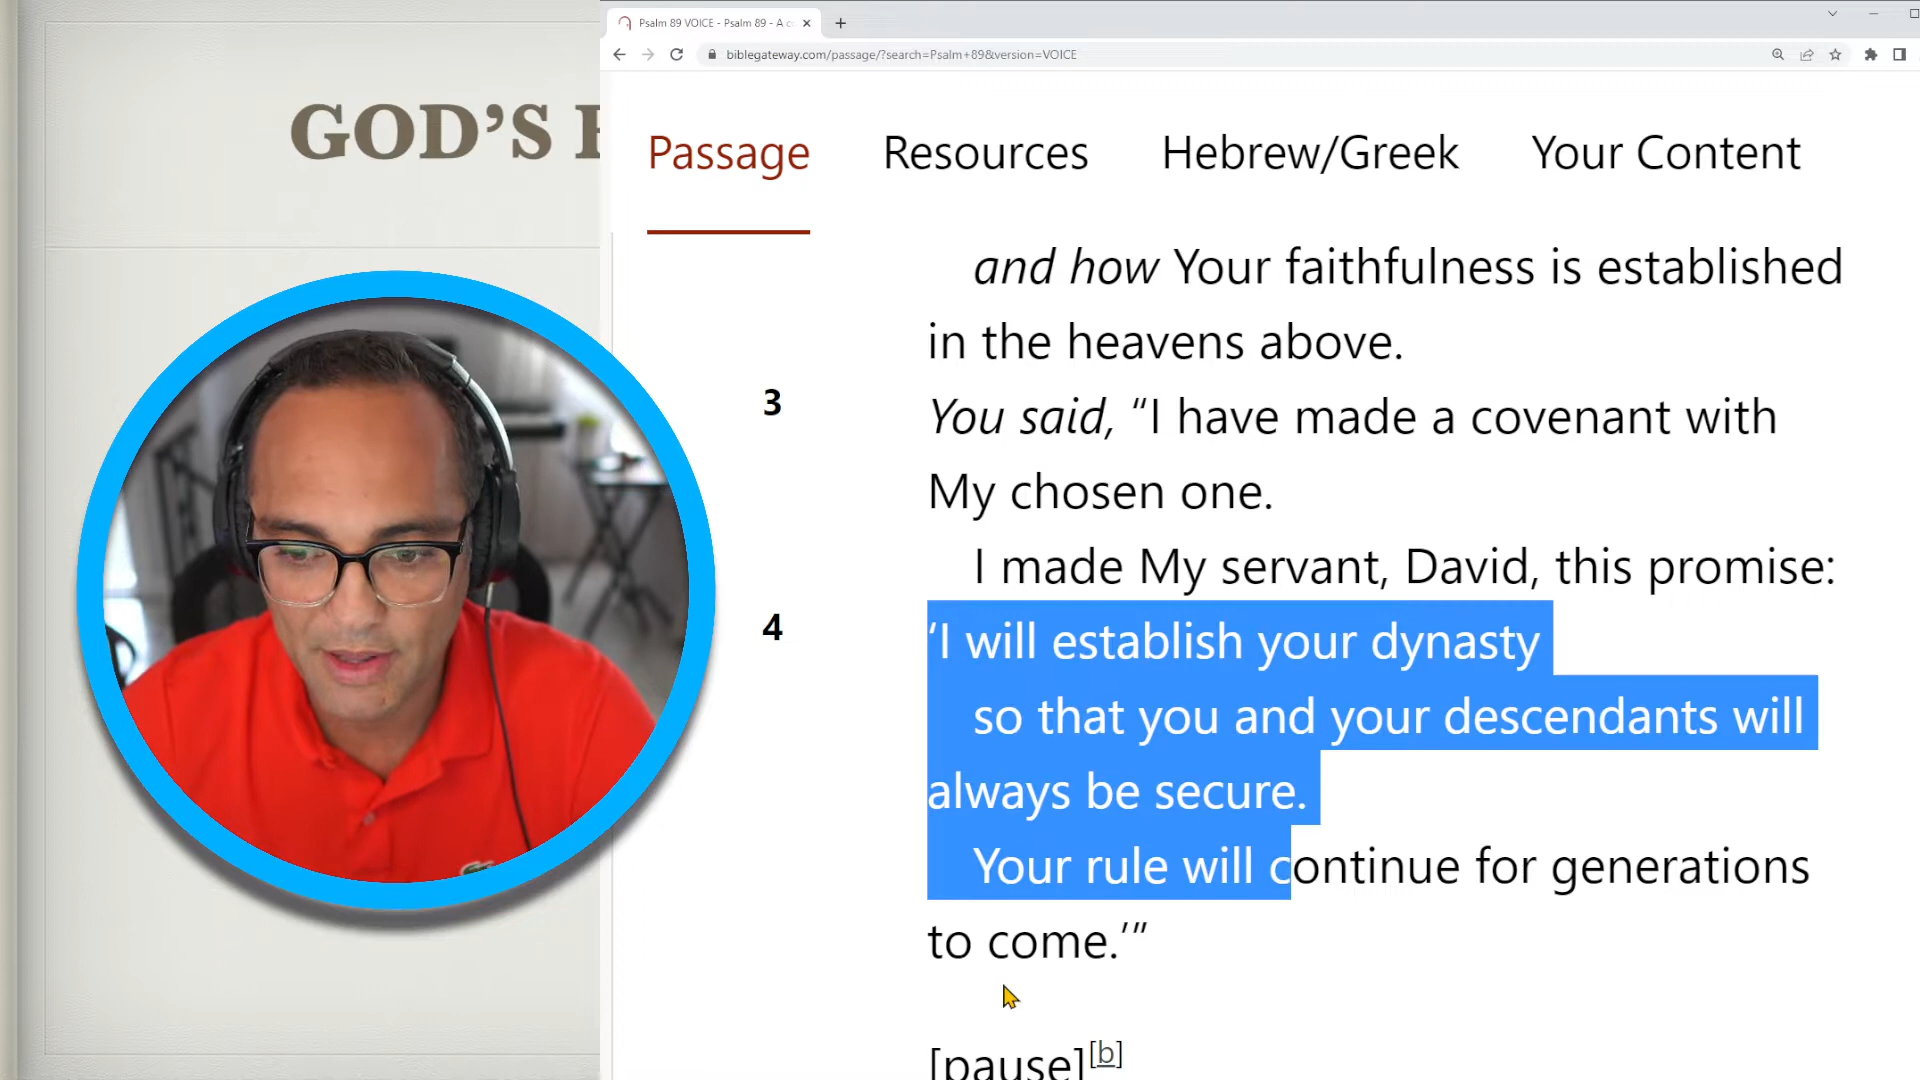 Psalm 89 VOICE - Psalm 89 - A c
biblegateway.com/passage/?search=Psalm+89&version=VOICE
GOD’S
Passage Resources Hebrew/Greek Your Content
and how Your faithfulness is established
in the heavens above.
3 You said, “I have made a covenant with
My chosen one.
I made My servant, David, this promise:
4 ‘I will establish your dynasty
so that you and your descendants will
always be secure.
Your rule will continue for generations
to come.’”
[pause][b]